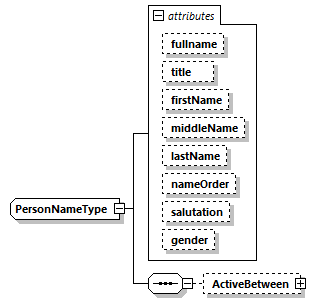 attributes
fullname
title
firstName
middleName
lastName
nameOrder
salutation
gender
PersonNameType
ActiveBetween